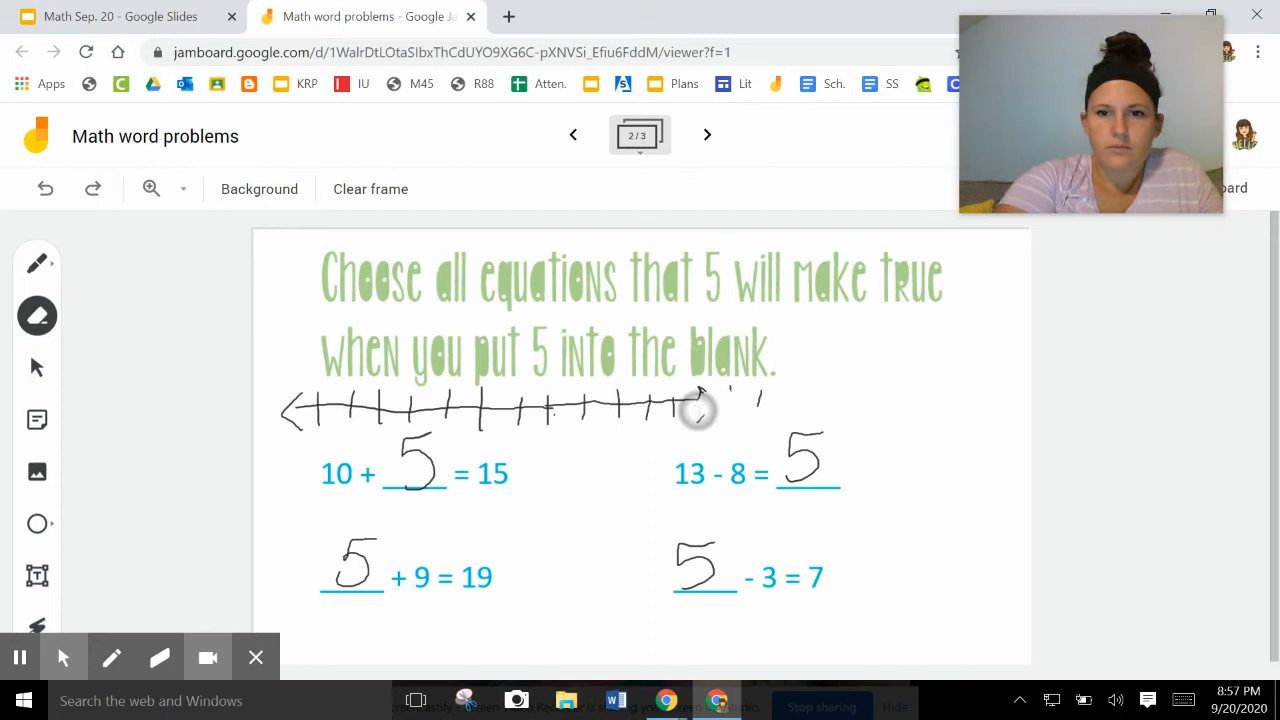 Math Sep. 20 - Google Slides
Math word problems - Google Ja
jamboard.google.com/d/1WalrDtLOtaSIbxThCdUYO9XG6C-pXNVSi_Efiu6FddM/viewer?f=1
Apps KRP IU M45 R88 Atten. Plans Lit Sch. SS
Math word problems
2/3
Background Clear frame
Choose all equations that 5 will make true
when you put 5 into the blank.
10 + 5 = 15
13 - 8 = 5
5 + 9 = 19
5 - 3 = 7
Search the web and Windows
Stop sharing Hide
8:57 PM
9/20/2020